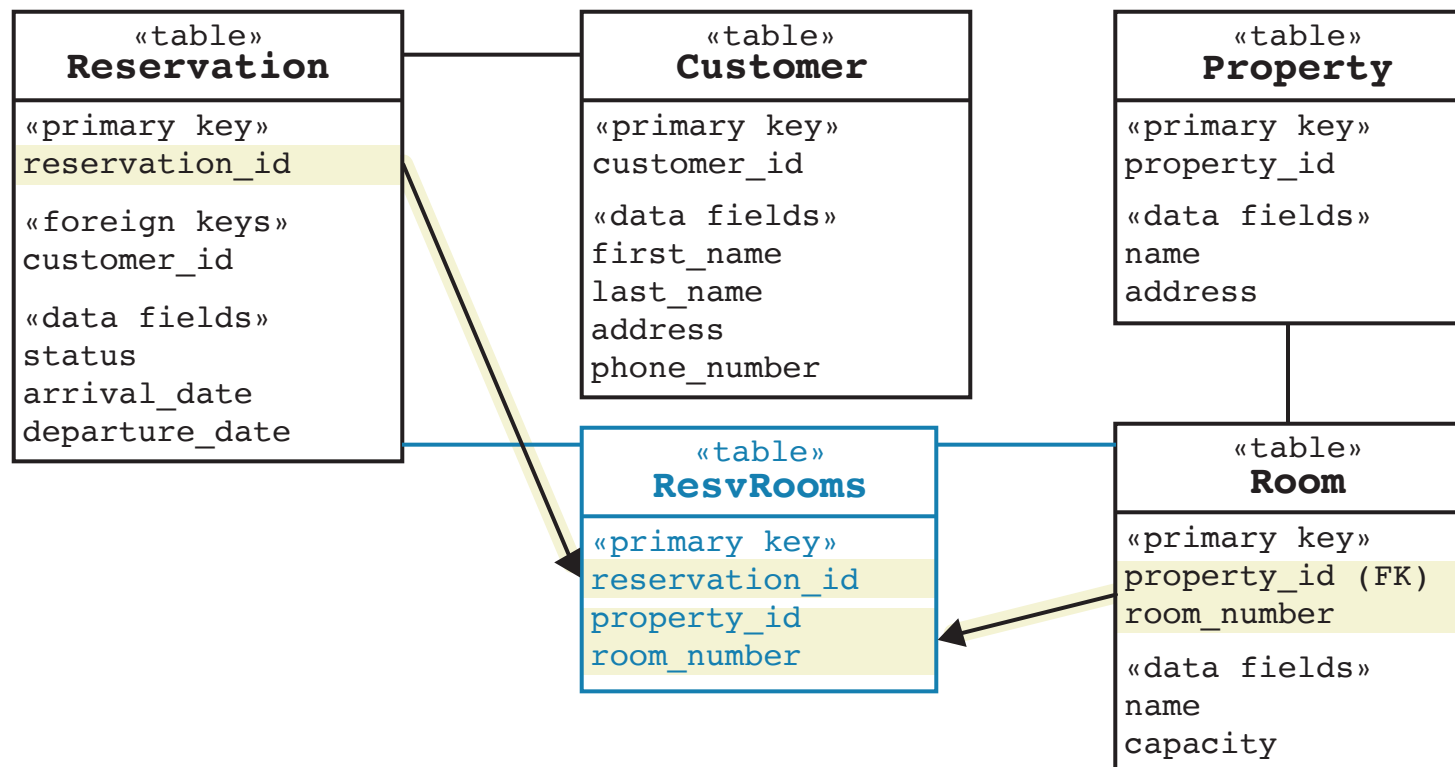 «table»
Reservation
«primary key»
reservation_id
«foreign keys»
customer_id
«data fields»
status
arrival_date
departure_date
«table»
Customer
«primary key»
customer_id
«data fields»
first_name
last_name
address
phone_number
«table»
Property
«primary key»
property_id
«data fields»
name
address
«table»
ResvRooms
«primary key»
reservation_id
property_id
room_number
«table»
Room
«primary key»
property_id (FK)
room_number
«data fields»
name
capacity